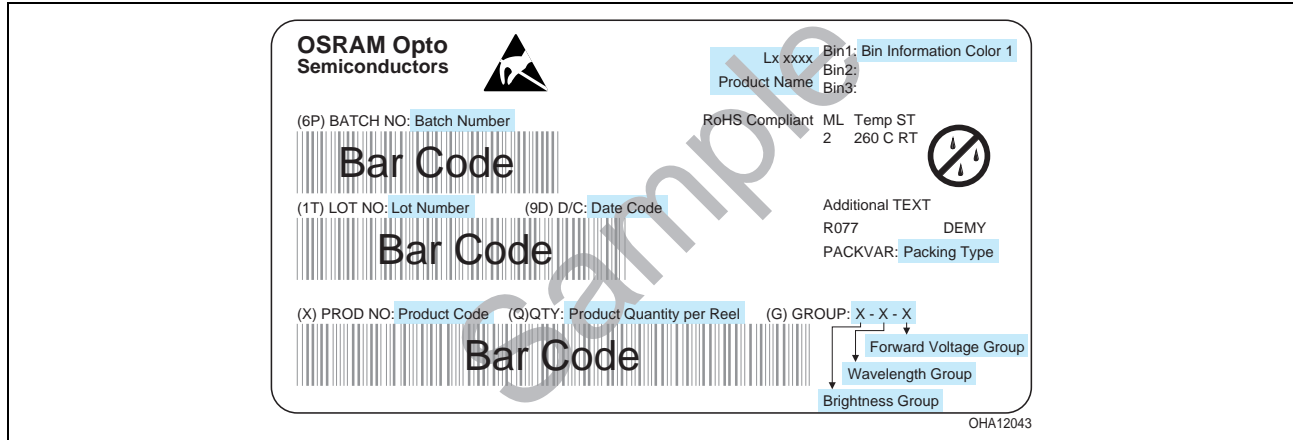 OSRAM Opto
Semiconductors
Lx xxxx
Product Name
Bin1: Bin Information Color 1
Bin2:
Bin3:
(6P) BATCH NO: Batch Number
Bar Code
RoHS Compliant
ML Temp ST
2 260 C RT
(1T) LOT NO: Lot Number (9D) D/C: Date Code
Bar Code
Additional TEXT
R077 DEMY
PACKVAR: Packing Type
(X) PROD NO: Product Code (Q)QTY: Product Quantity per Reel (G) GROUP: X - X - X
Bar Code
Forward Voltage Group
Wavelength Group
Brightness Group
Sample
OHA12043